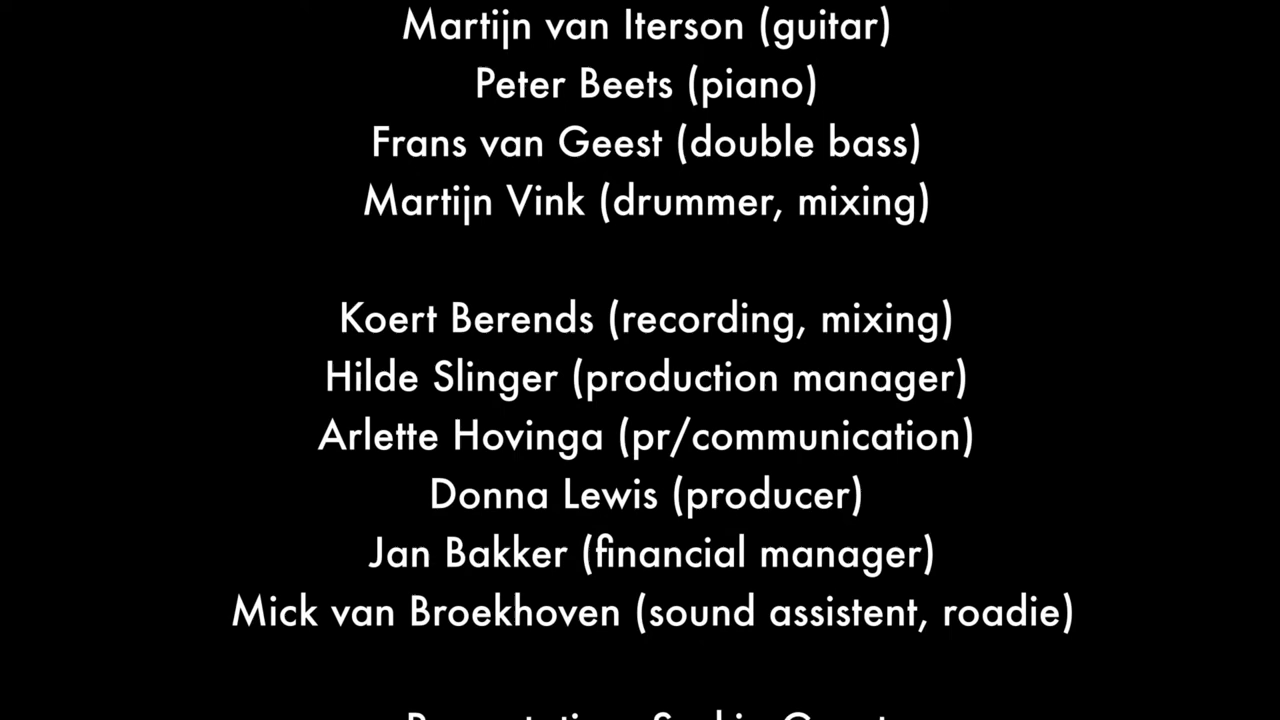 Martijn van Iterson (guitar)
Peter Beets (piano)
Frans van Geest (double bass)
Martijn Vink (drummer, mixing)
Koert Berends (recording, mixing)
Hilde Slinger (production manager)
Arlette Hovinga (pr/communication)
Donna Lewis (producer)
Jan Bakker (financial manager)
Mick van Broekhoven (sound assistent, roadie)